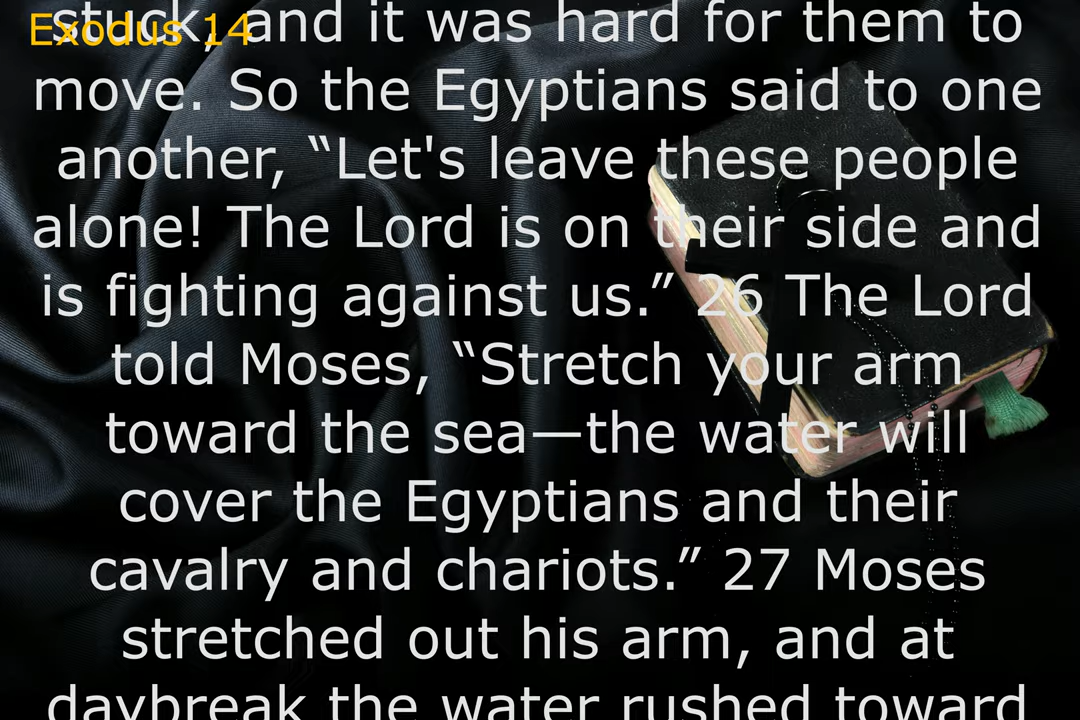 Exodus 14
stuck, and it was hard for them to
move. So the Egyptians said to one
another, “Let's leave these people
alone! The Lord is on their side and
is fighting against us.” 26 The Lord
told Moses, “Stretch your arm
toward the sea—the water will
cover the Egyptians and their
cavalry and chariots.” 27 Moses
stretched out his arm, and at
daybreak the water rushed toward